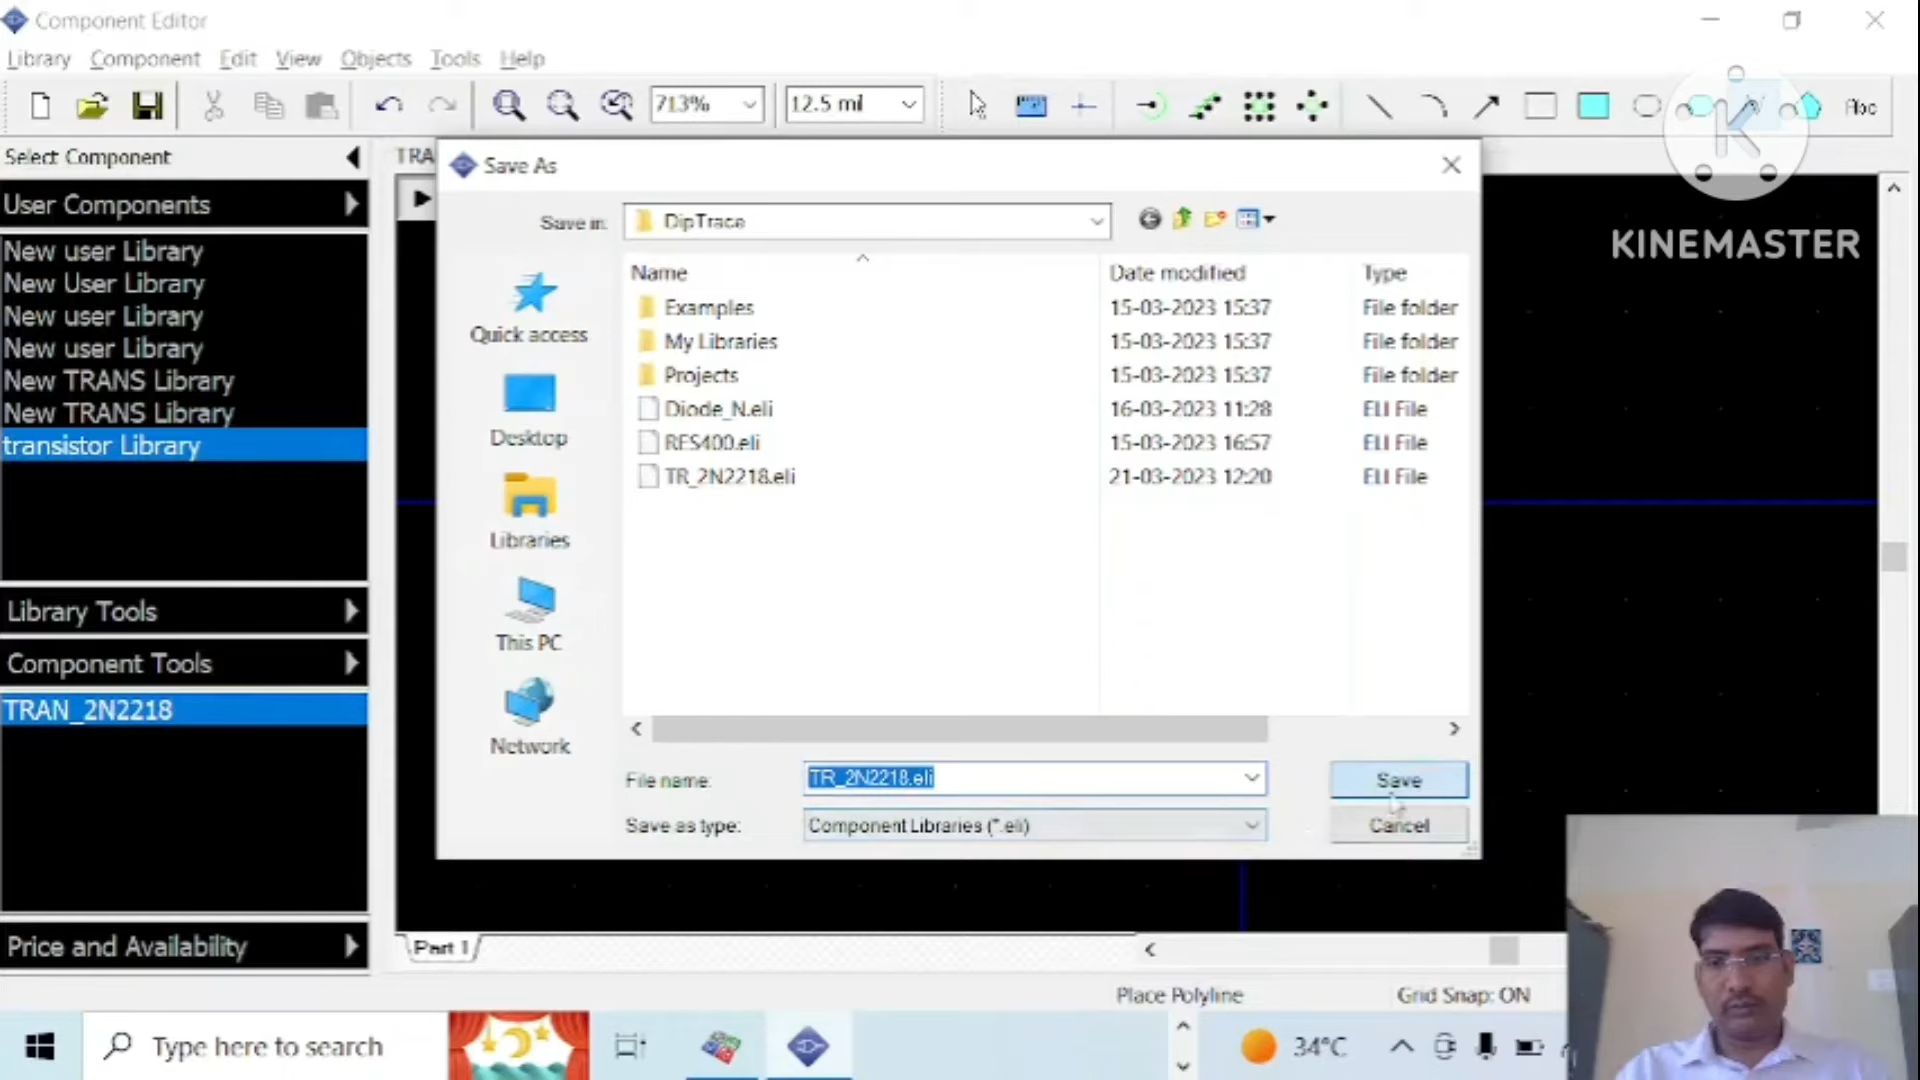 Component Editor
Library Component Edit View Objects Tools Help
713% 12.5 mil Abc
Select Component
TRA
User Components
New user Library
New User Library
New user Library
New user Library
New TRANS Library
New TRANS Library
transistor Library
Library Tools
Component Tools
TRAN_2N2218
Price and Availability
Save As
Save in: DipTrace
Name Date modified Type
Examples 15-03-2023 15:37 File folder
My Libraries 15-03-2023 15:37 File folder
Projects 15-03-2023 15:37 File folder
Diode_N.eli 16-03-2023 11:28 ELI File
RES400.eli 15-03-2023 16:57 ELI File
TR_2N2218.eli 21-03-2023 12:20 ELI File
Quick access
Desktop
Libraries
This PC
Network
File name: TR_2N2218.eli Save
Save as type: Component Libraries (*.eli) Cancel
K
KINEMASTER
Part 1
Place Polyline Grid Snap: ON
Type here to search
34°C